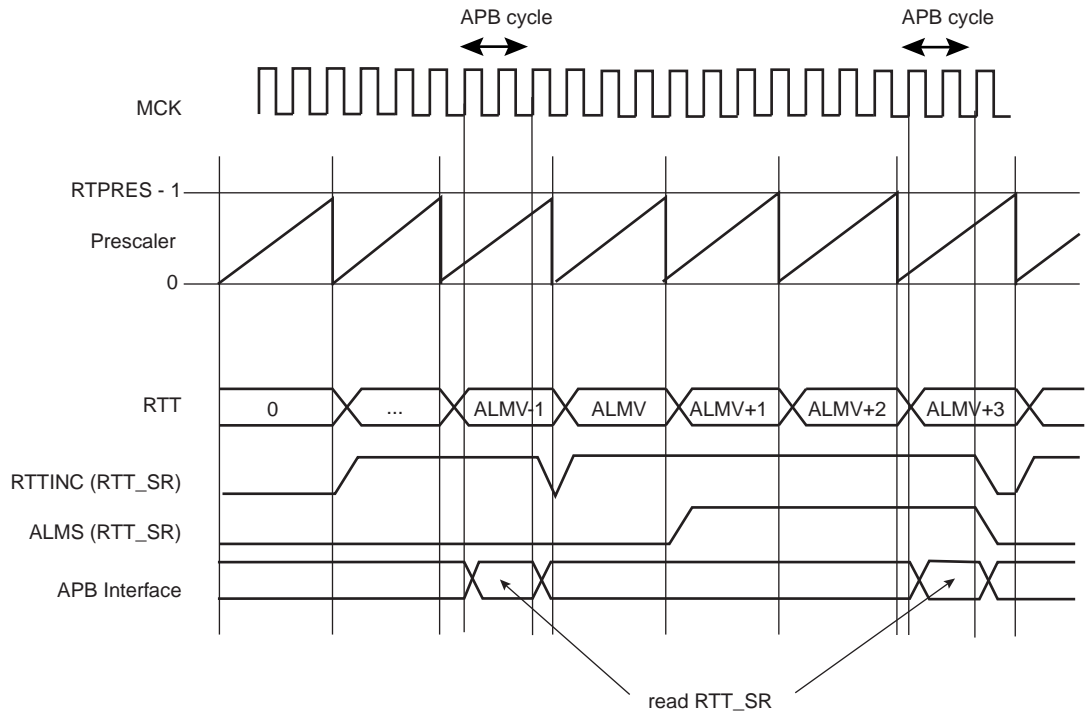 APB cycle
APB cycle
MCK
RTPRES - 1
Prescaler
0
RTT
0
...
ALMV-1
ALMV
ALMV+1
ALMV+2
ALMV+3
RTTINC (RTT_SR)
ALMS (RTT_SR)
APB Interface
read RTT_SR